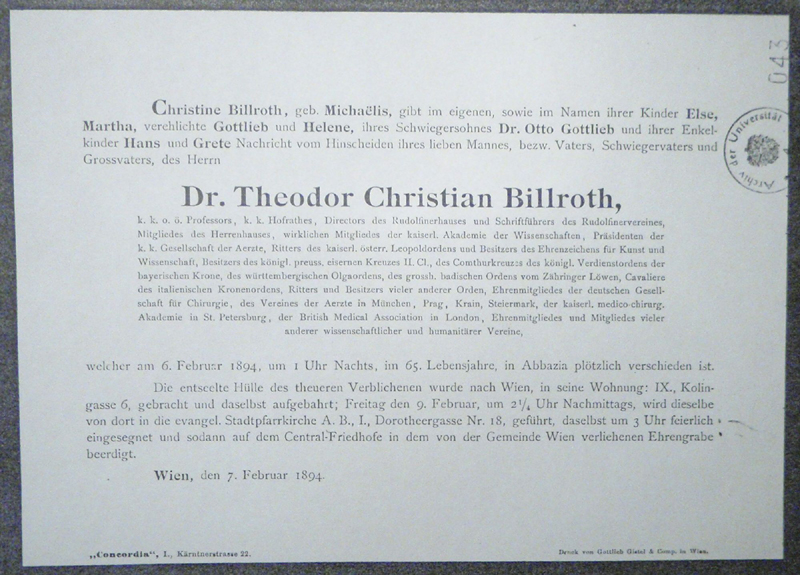 043
Archiv der Universität
Christine Billroth, geb. Michaëlis, gibt im eigenen, sowie im Namen ihrer Kinder Else,
Martha, verehlichte Gottlieb und Helene, ihres Schwiegersohnes Dr. Otto Gottlieb und ihrer Enkel-
kinder Hans und Grete Nachricht vom Hinscheiden ihres lieben Mannes, bezw. Vaters, Schwiegervaters und
Grossvaters, des Herrn
Dr. Theodor Christian Billroth,
k. k. o. ö. Professors, k. k. Hofrathes, Directors des Rudolfinerhauses und Schriftführers des Rudolfinervereines,
Mitgliedes des Herrenhauses, wirklichen Mitgliedes der kaiserl. Akademie der Wissenschaften, Präsidenten der
k. k. Gesellschaft der Aerzte, Ritters des kaiserl. österr. Leopoldordens und Besitzers des Ehrenzeichens für Kunst und
Wissenschaft, Besitzers des königl. preuss. eisernen Kreuzes II. Cl., des Comthurkreuzes des königl. Verdienstordens der
bayerischen Krone, des württembergischen Olgaordens, des grossh. badischen Ordens vom Zähringer Löwen, Cavaliere
des italienischen Kronenordens, Ritters und Besitzers vieler anderer Orden, Ehrenmitgliedes der deutschen Gesell-
schaft für Chirurgie, des Vereines der Aerzte in München, Prag, Krain, Steiermark, der kaiserl. medico-chirurg.
Akademie in St. Petersburg, der British Medical Association in London, Ehrenmitgliedes und Mitgliedes vieler
anderer wissenschaftlicher und humanitärer Vereine,
welcher am 6. Februar 1894, um 1 Uhr Nachts, im 65. Lebensjahre, in Abbazia plötzlich verschieden ist.
Die entseelte Hülle des theueren Verblichenen wurde nach Wien, in seine Wohnung: IX., Kolin-
gasse 6, gebracht und daselbst aufgebahrt; Freitag den 9. Februar, um 2¼ Uhr Nachmittags, wird dieselbe
von dort in die evangel. Stadtpfarrkirche A. B., I., Dorotheergasse Nr. 18, geführt, daselbst um 3 Uhr feierlich
eingesegnet und sodann auf dem Central-Friedhofe in dem von der Gemeinde Wien verlichenen Ehrengrabe
beerdigt.
Wien, den 7. Februar 1894.
„Concordia“, I., Kärntnerstrasse 22.
Druck von Gottlieb Gistel & Comp. in Wien.